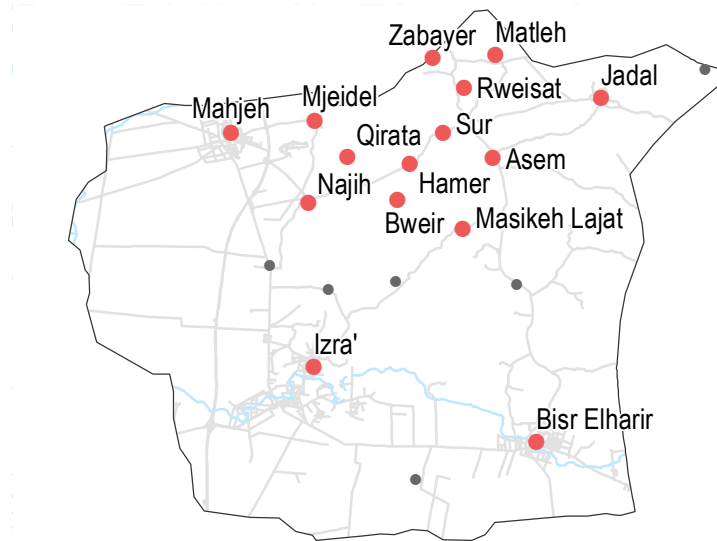 Matleh
Zabayer
Jadal
Rweisat
Mjeidel
Mahjeh
Sur
Qirata
Asem
Hamer
Najih
Masikeh Lajat
Bweir
Izra'
Bisr Elharir